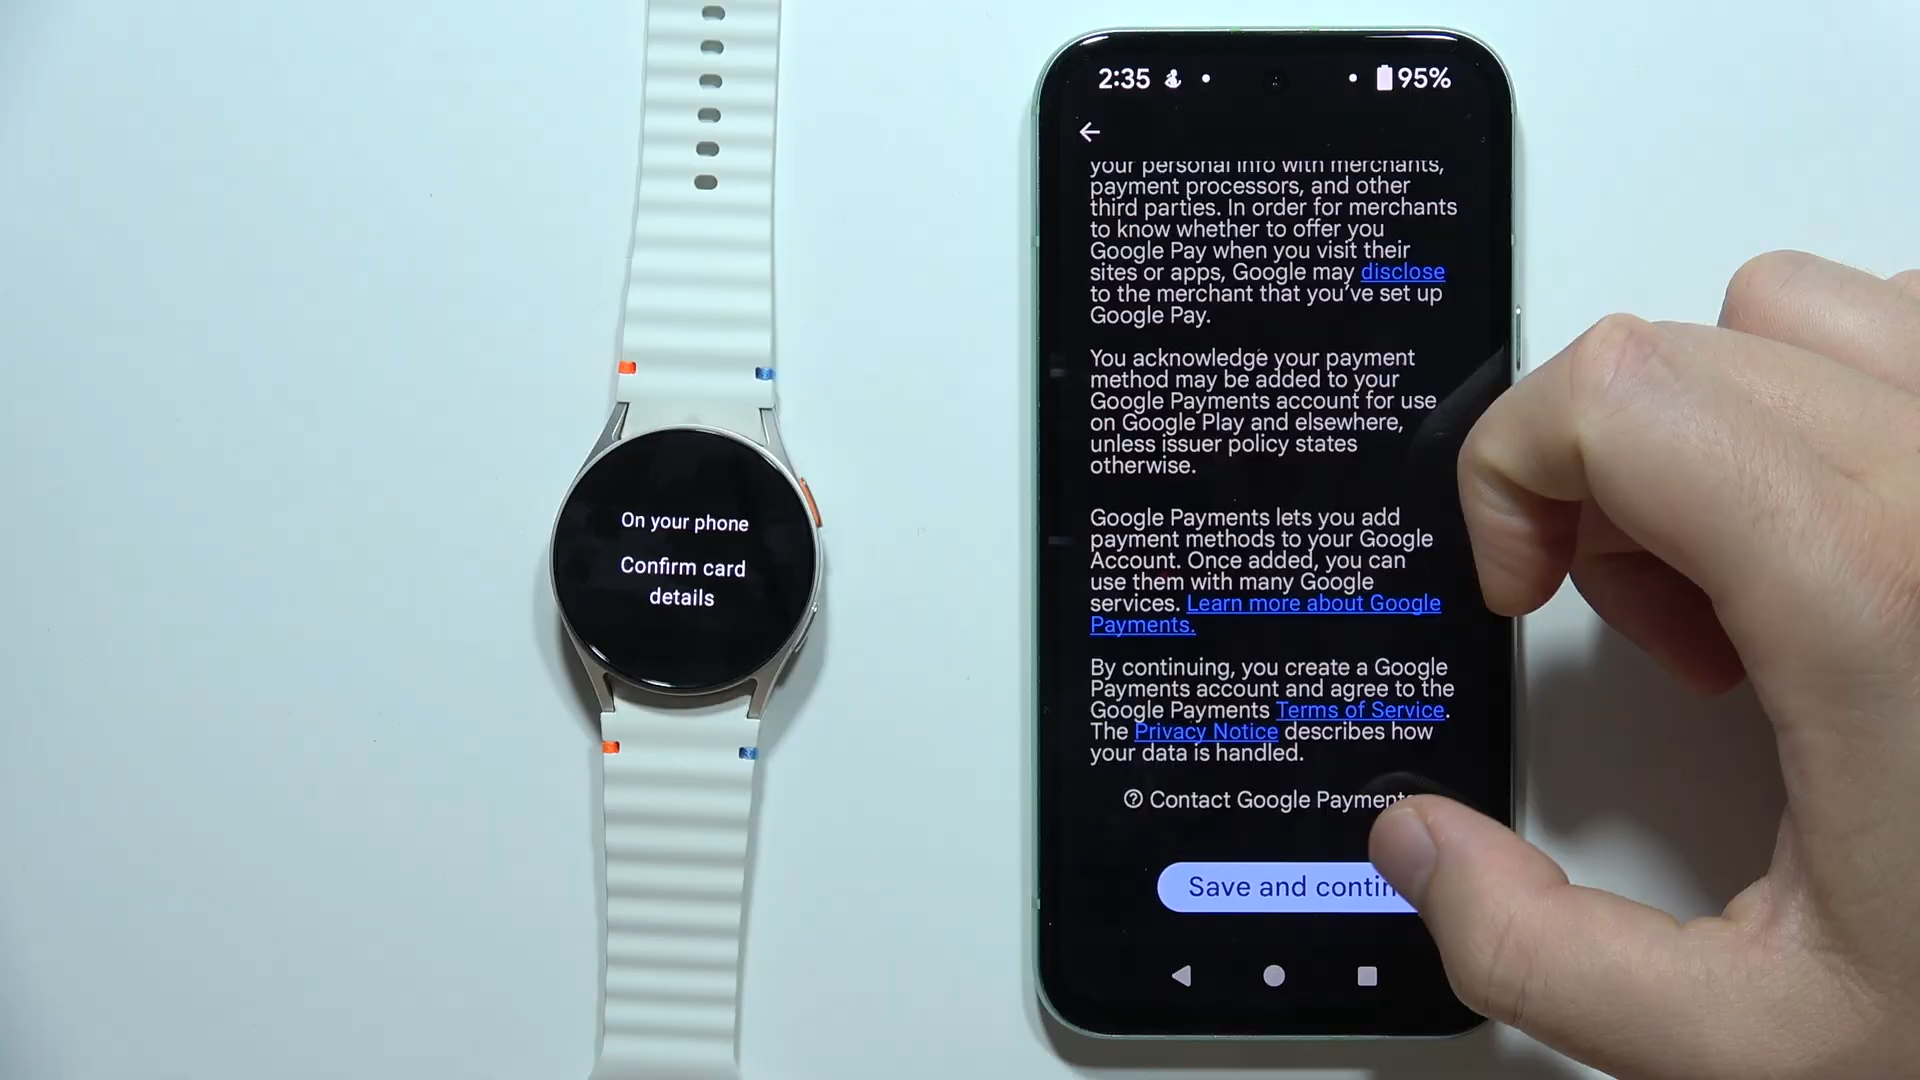 On your phone
Confirm card
details
2:35
95%
your personal info with merchants,
payment processors, and other
third parties. In order for merchants
to know whether to offer you
Google Pay when you visit their
sites or apps, Google may disclose
to the merchant that you've set up
Google Pay.
You acknowledge your payment
method may be added to your
Google Payments account for use
on Google Play and elsewhere,
unless issuer policy states
otherwise.
Google Payments lets you add
payment methods to your Google
Account. Once added, you can
use them with many Google
services. Learn more about Google
Payments.
By continuing, you create a Google
Payments account and agree to the
Google Payments Terms of Service.
The Privacy Notice describes how
your data is handled.
Contact Google Payments
Save and contin